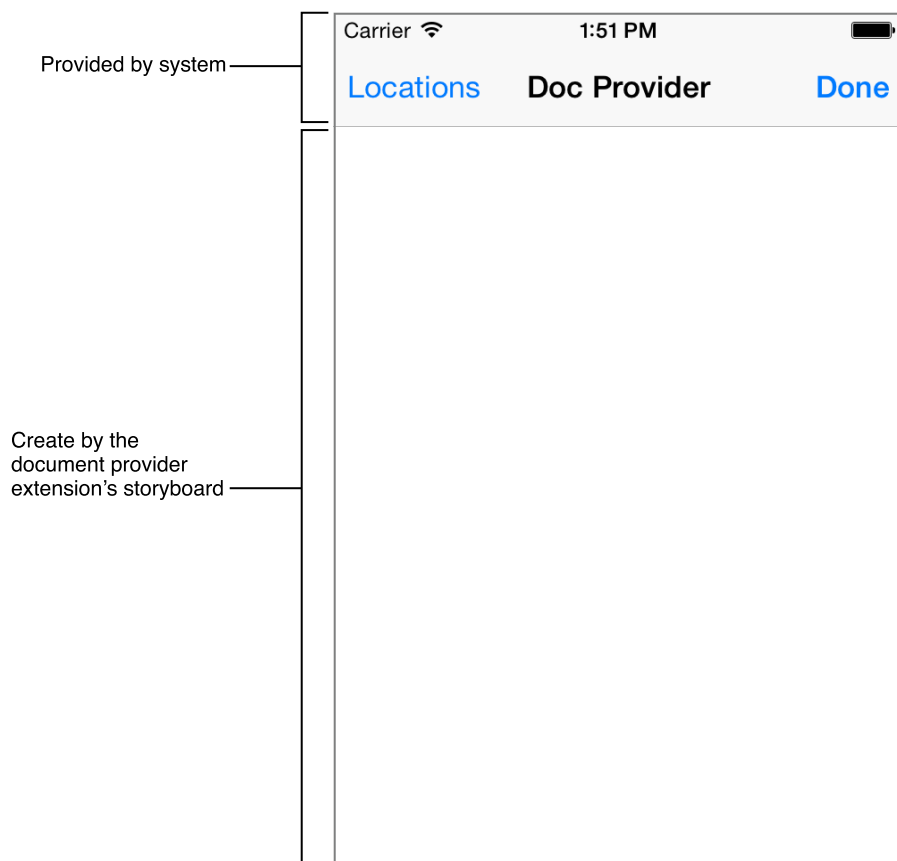 Carrier 1:51 PM
Provided by system
Locations Doc Provider Done
Create by the
document provider
extension’s storyboard